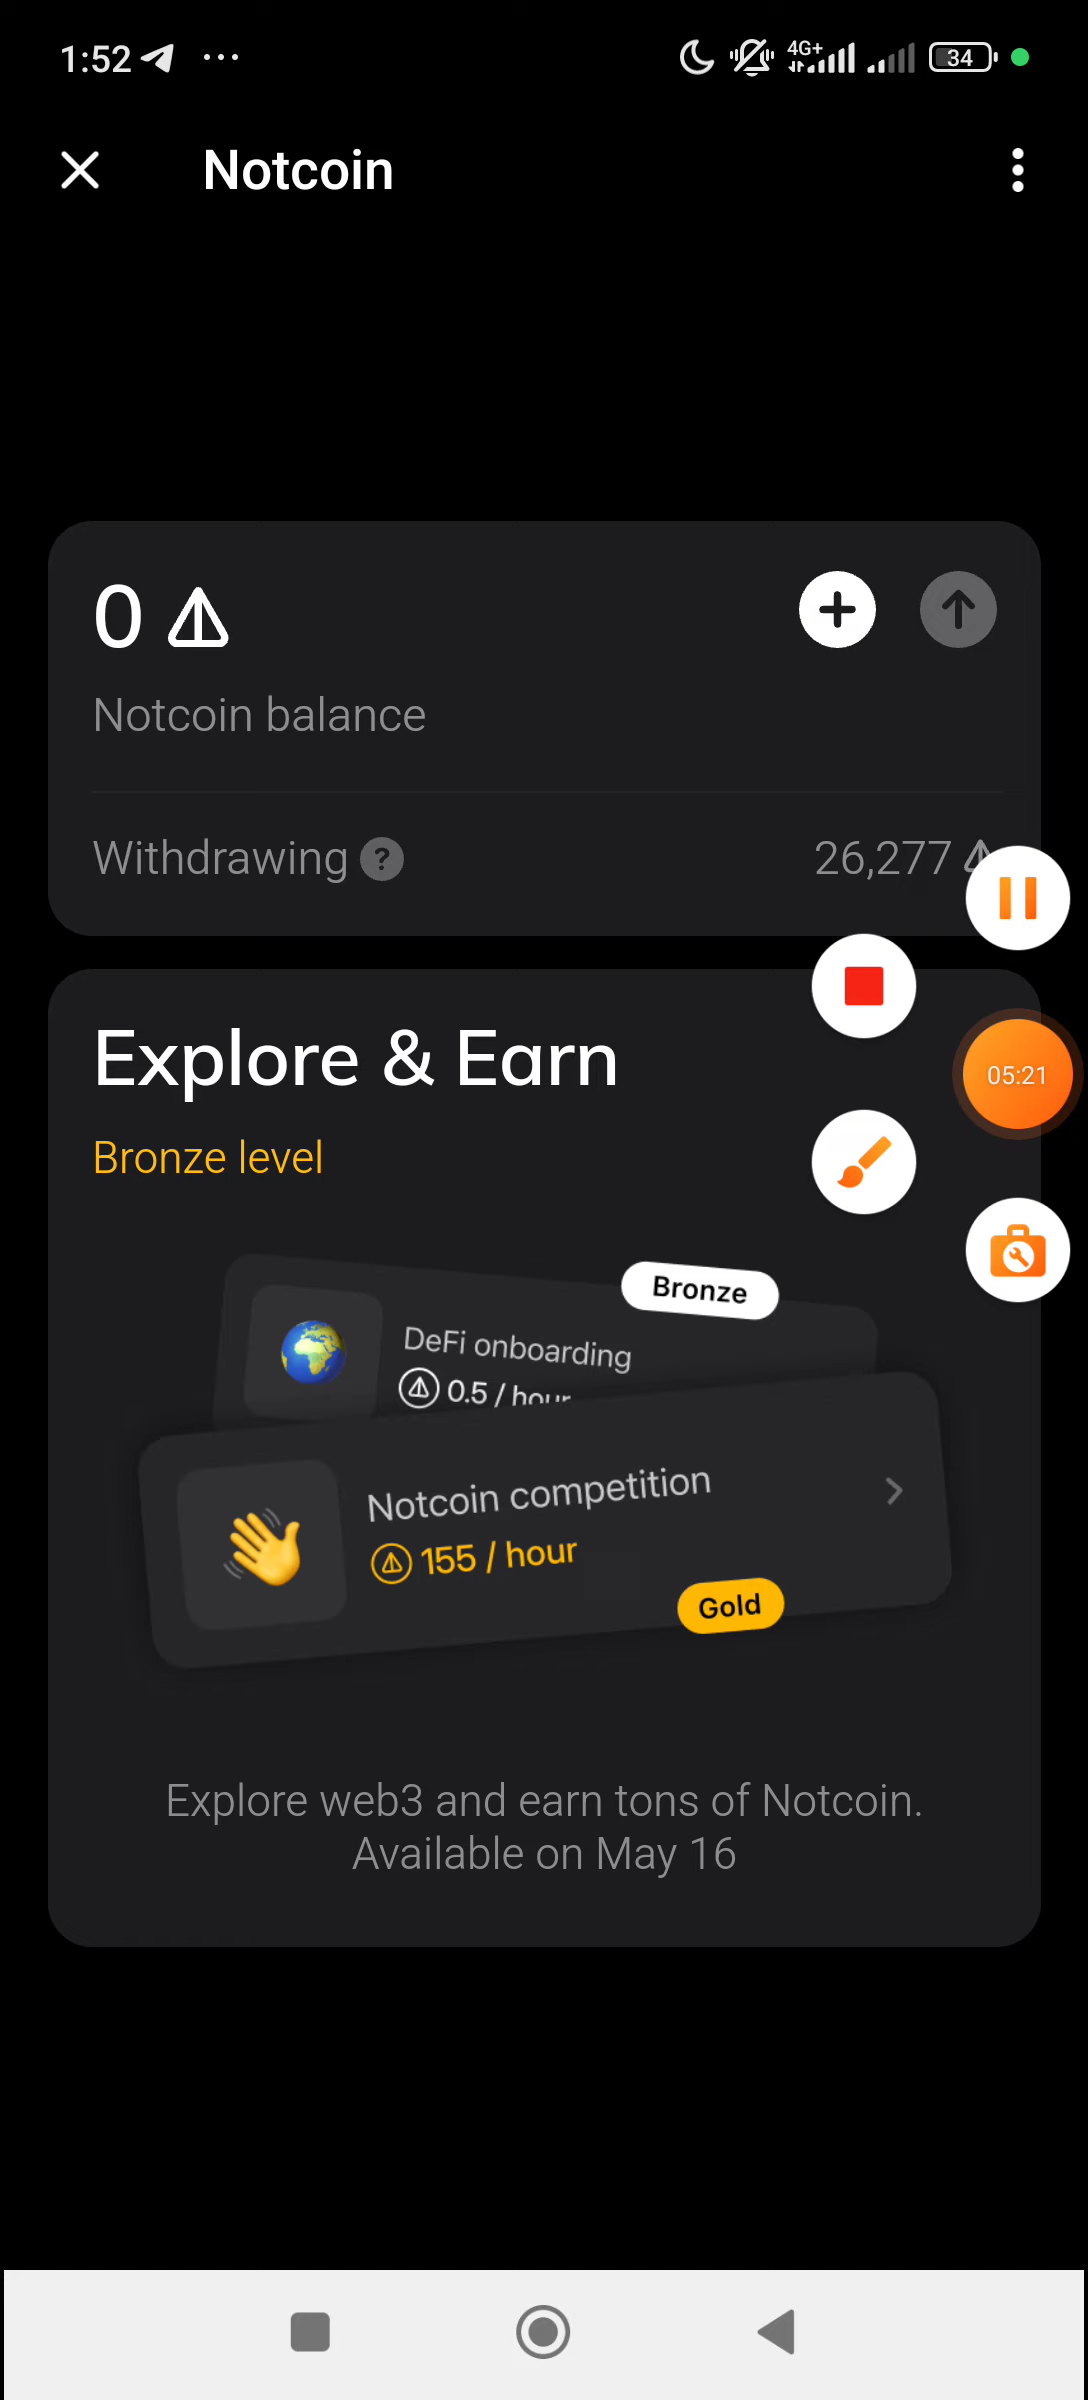 1:52
4G+
34
Notcoin
0
Notcoin balance
Withdrawing ?
26,277
05:21
Explore & Earn
Bronze level
Bronze
DeFi onboarding
0.5 / hour
Notcoin competition
155 / hour
Gold
Explore web3 and earn tons of Notcoin.
Available on May 16